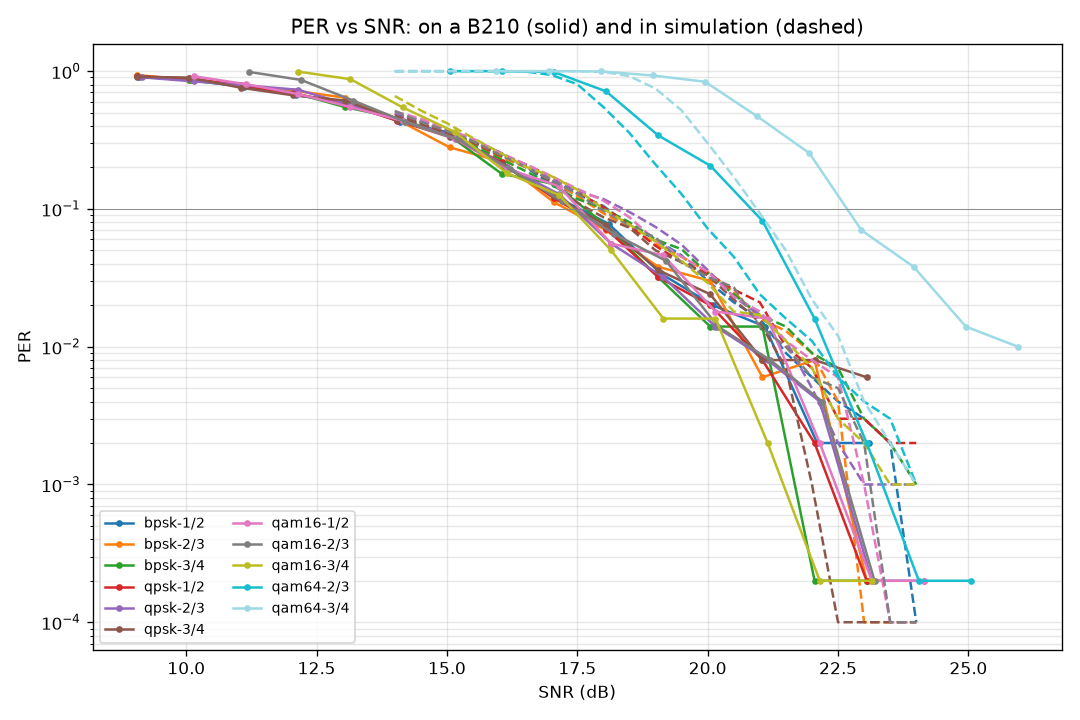 PER vs SNR: on a B210 (solid) and in simulation (dashed)
PER
10⁰
10⁻¹
10⁻²
10⁻³
10⁻⁴
bpsk-1/2
bpsk-2/3
bpsk-3/4
qpsk-1/2
qpsk-2/3
qpsk-3/4
qam16-1/2
qam16-2/3
qam16-3/4
qam64-2/3
qam64-3/4
10.0 12.5 15.0 17.5 20.0 22.5 25.0
SNR (dB)